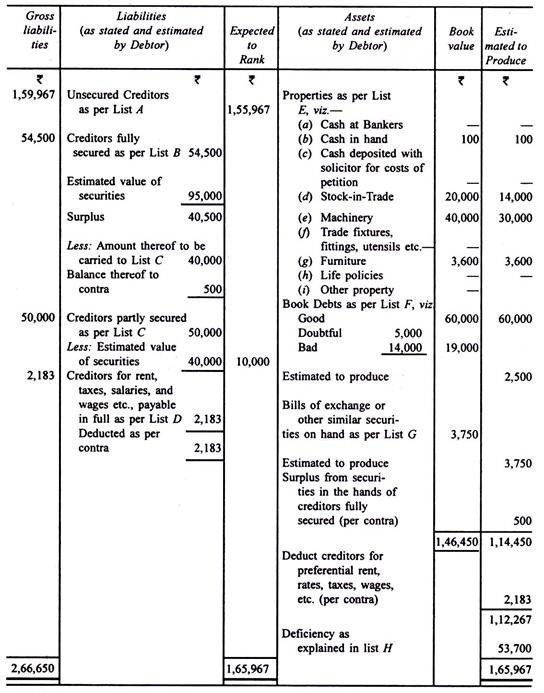 Gross liabili- ties | Liabilities (as stated and estimated by Debtor) | Expected to Rank | Assets (as stated and estimated by Debtor) | Book value | Esti- mated to Produce
₹ | ₹ | ₹ | | ₹ | ₹
1,59,967 Unsecured Creditors
as per List A 1,55,967
54,500 Creditors fully
secured as per List B 54,500
Estimated value of
securities 95,000
Surplus 40,500
Less: Amount thereof to be
carried to List C 40,000
Balance thereof to
contra 500
50,000 Creditors partly secured
as per List C 50,000
Less: Estimated value
of securities 40,000 10,000
2,183 Creditors for rent,
taxes, salaries, and
wages etc., payable
in full as per List D 2,183
Deducted as per
contra 2,183
2,66,650 1,65,967
Properties as per List
E, viz.—
(a) Cash at Bankers — —
(b) Cash in hand 100 100
(c) Cash deposited with
solicitor for costs of
petition — —
(d) Stock-in-Trade 20,000 14,000
(e) Machinery 40,000 30,000
(f) Trade fixtures,
fittings, utensils etc.— —
(g) Furniture 3,600 3,600
(h) Life policies — —
(i) Other property —
Book Debts as per List F, viz
Good 60,000 60,000
Doubtful 5,000
Bad 14,000 19,000
Estimated to produce 2,500
Bills of exchange or
other similar securi-
ties on hand as per List G 3,750
Estimated to produce 3,750
Surplus from securi-
ties in the hands of
creditors fully
secured (per contra) 500
1,46,450 1,14,450
Deduct creditors for
preferential rent,
rates, taxes, wages,
etc. (per contra) 2,183
1,12,267
Deficiency as
explained in list H 53,700
1,65,967